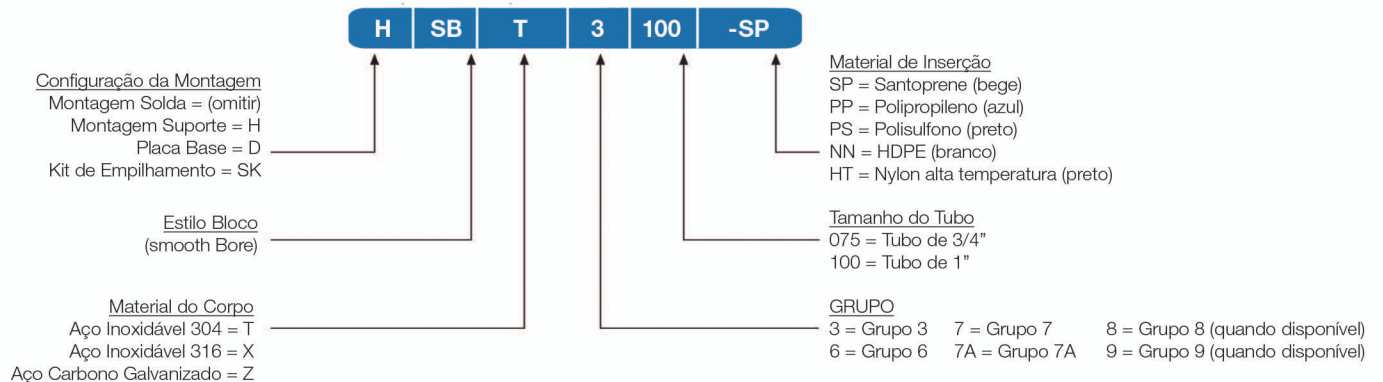 H SB T 3 100 -SP
Configuração da Montagem
Montagem Solda = (omitir)
Montagem Suporte = H
Placa Base = D
Kit de Empilhamento = SK
Estilo Bloco
(smooth Bore)
Material do Corpo
Aço Inoxidável 304 = T
Aço Inoxidável 316 = X
Aço Carbono Galvanizado = Z
Material de Inserção
SP = Santoprene (bege)
PP = Polipropileno (azul)
PS = Polisulfono (preto)
NN = HDPE (branco)
HT = Nylon alta temperatura (preto)
Tamanho do Tubo
075 = Tubo de 3/4”
100 = Tubo de 1”
GRUPO
3 = Grupo 3 7 = Grupo 7 8 = Grupo 8 (quando disponível)
6 = Grupo 6 7A = Grupo 7A 9 = Grupo 9 (quando disponível)